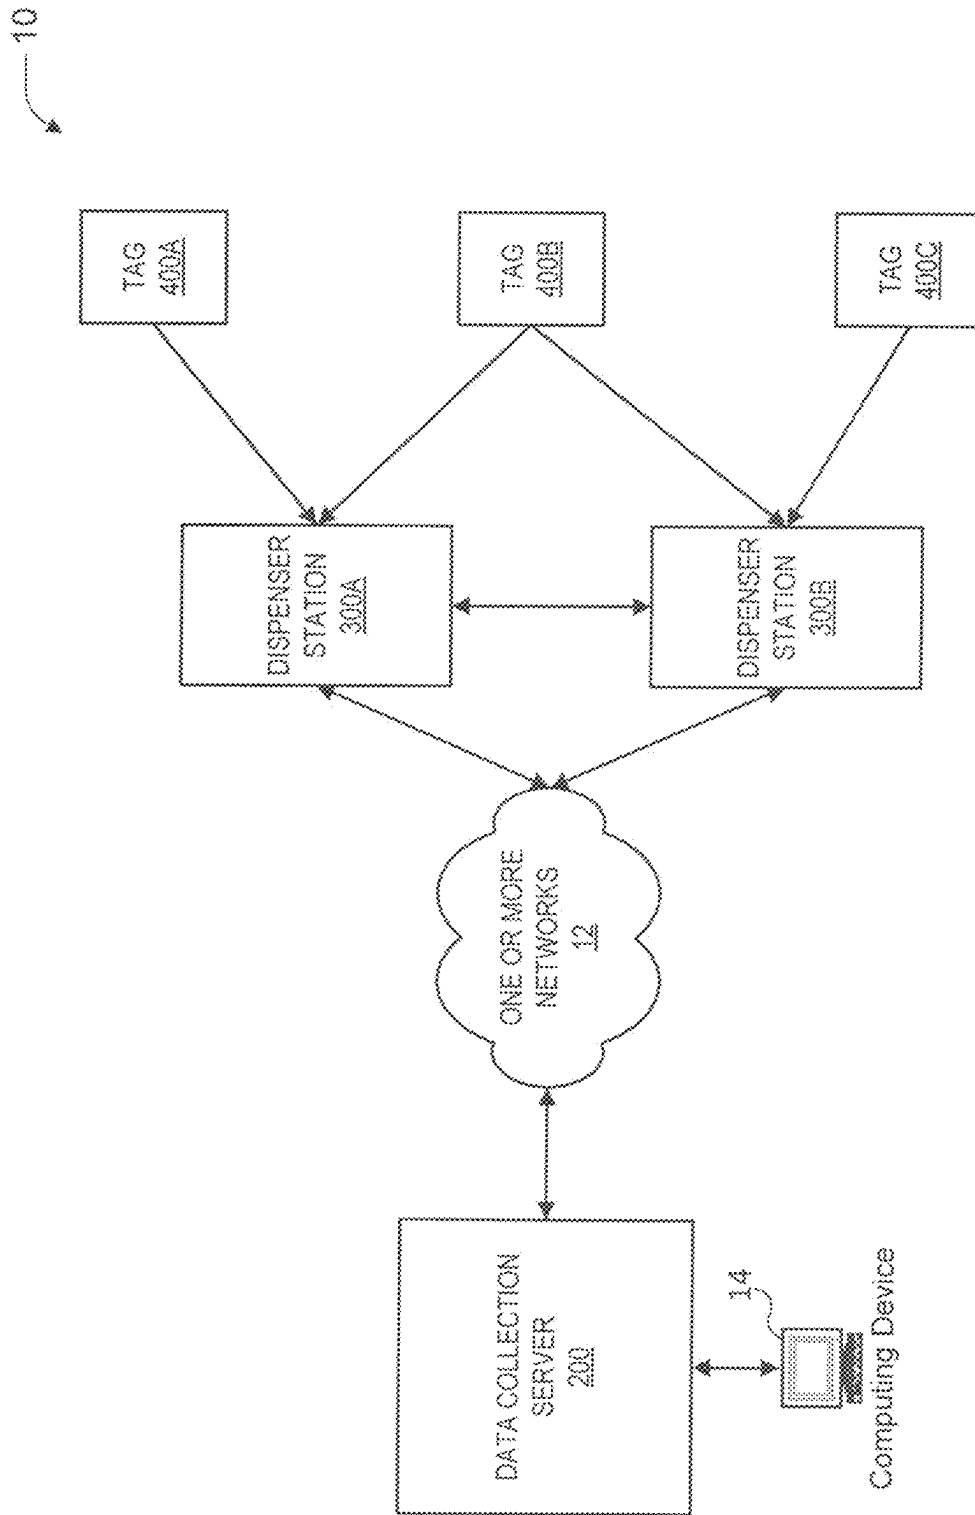 10
TAG
400A
TAG
400B
TAG
400C
DISPENSER
STATION
300A
DISPENSER
STATION
300B
ONE OR MORE
NETWORKS
12
DATA COLLECTION
SERVER
200
14
Computing Device